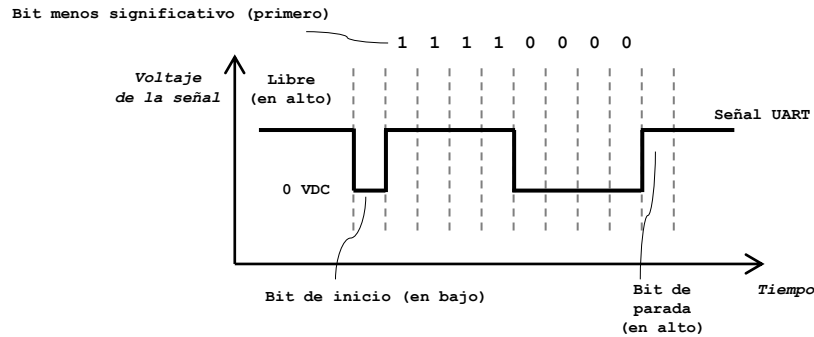 Bit menos significativo (primero)
1 1 1 1 0 0 0 0
Voltaje
de la señal
Libre
(en alto)
Señal UART
0 VDC
Bit de inicio (en bajo)
Bit de
parada
(en alto)
Tiempo